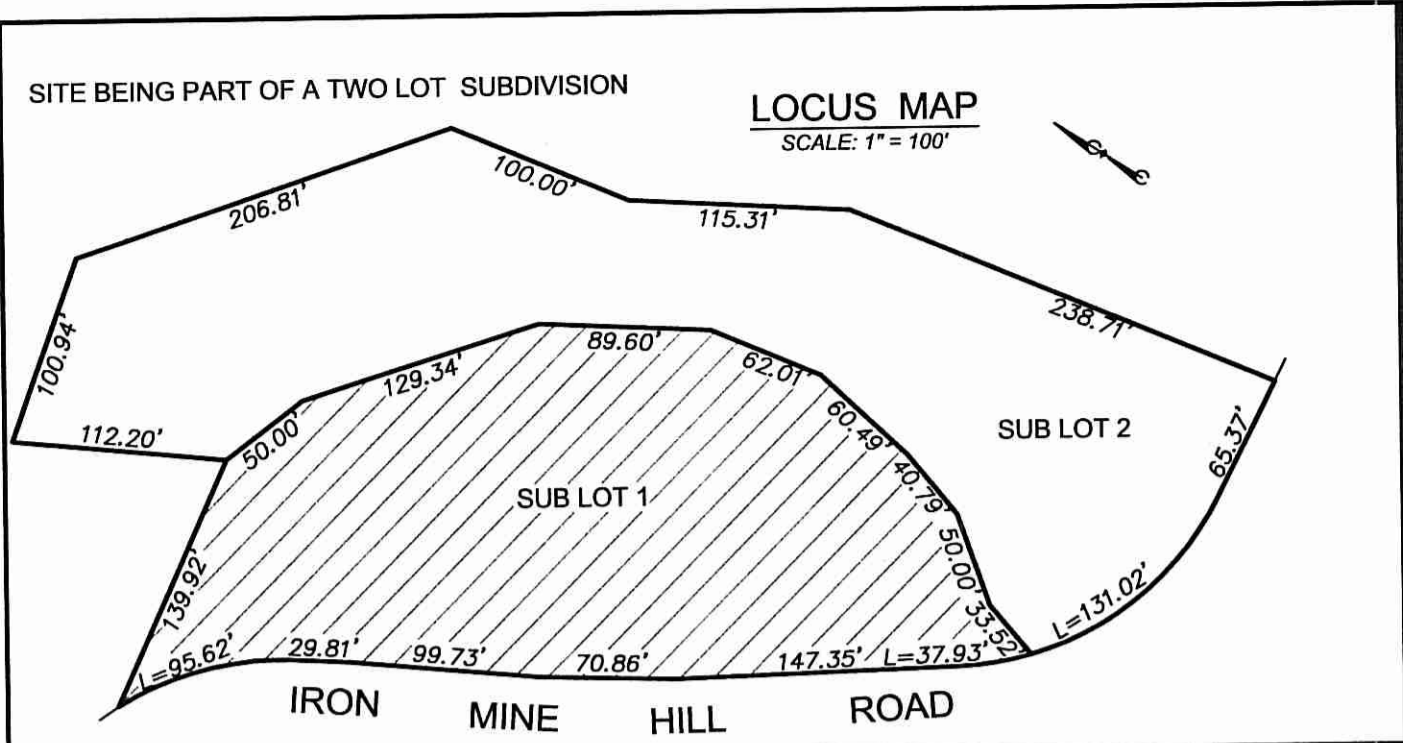 SITE BEING PART OF A TWO LOT SUBDIVISION
LOCUS MAP
SCALE: 1" = 100'
206.81'
100.00'
115.31'
238.71'
100.94'
112.20'
50.00'
129.34'
89.60'
62.01'
60.49'
40.79'
50.00'
33.52'
SUB LOT 2
65.37'
SUB LOT 1
139.92'
L=95.62'
29.81'
99.73'
70.86'
147.35'
L=37.93'
L=131.02'
IRON MINE HILL ROAD